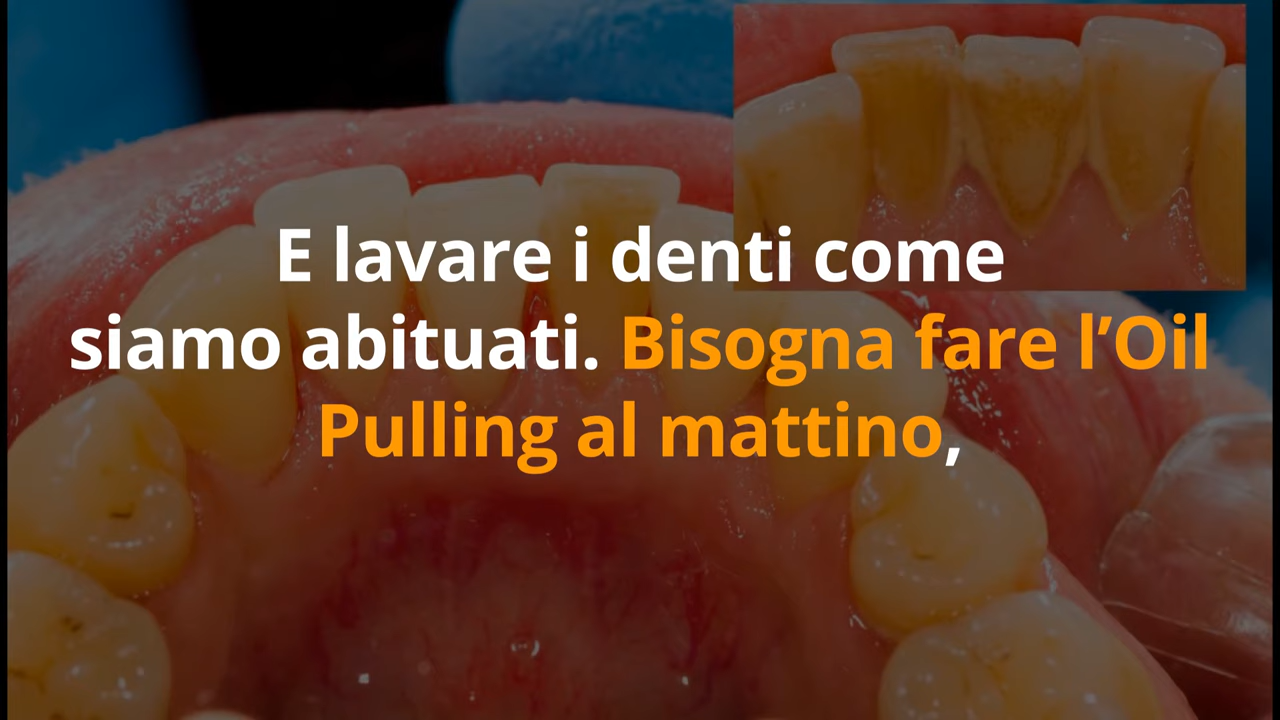 E lavare i denti come
siamo abituati. Bisogna fare l’Oil
Pulling al mattino,